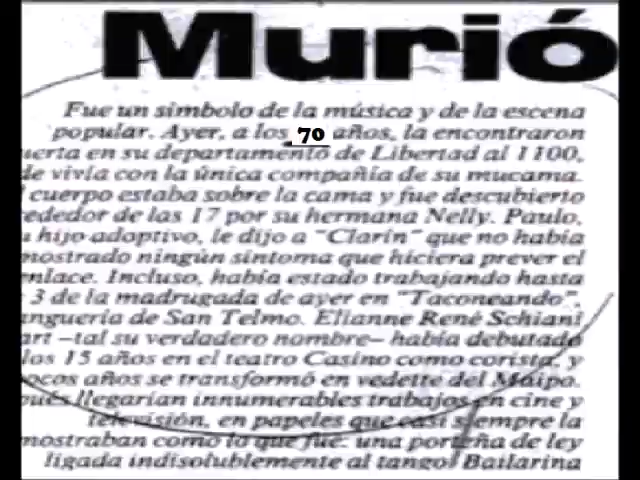 Murió
Fue un símbolo de la música y de la escena
popular. Ayer, a los 70 años, la encontraron
uerta en su departamento de Libertad al 1100,
de vivía con la única compañía de su mucama.
cuerpo estaba sobre la cama y fue descubierto
ededor de las 17 por su hermana Nelly. Paulo,
hijo adoptivo, le dijo a "Clarín" que no había
mostrado ningún síntoma que hiciera prever el
nlace. Incluso, había estado trabajando hasta
3 de la madrugada de ayer en "Taconeando",
nguería de San Telmo. Elianne René Schiani
art –tal su verdadero nombre– había debutado
los 15 años en el teatro Casino como corista, y
ocos años se transformó en vedette del Maipo.
ués llegarían innumerables trabajos en cine y
televisión, en papeles que casi siempre la
mostraban como lo que fue: una porteña de ley
ligada indisolublemente al tango. Bailarina